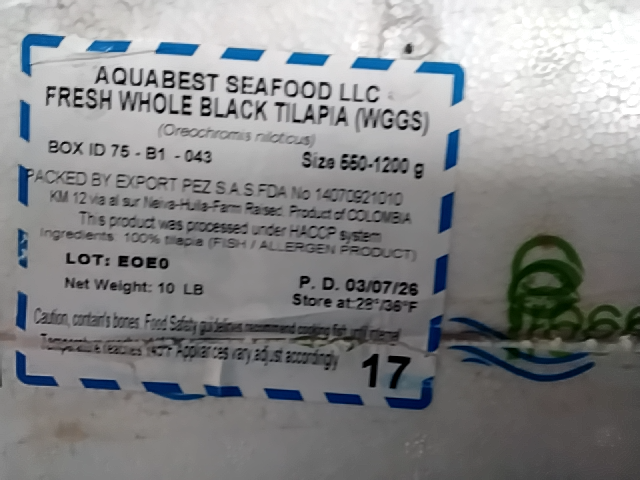 AQUABEST SEAFOOD LLC
FRESH WHOLE BLACK TILAPIA (WGGS)
(Oreochromis niloticus)
BOX ID 75 - B1 - 043
Size 550-1200 g
PACKED BY EXPORT PEZ S.A.S.FDA No 14070921010
KM 12 via al sur Neiva-Huila-Farm Raised. Product of COLOMBIA
This product was processed under HACCP system
Ingredients: 100% tilapia (FISH / ALLERGEN PRODUCT)
LOT: EOE0
Net Weight: 10 LB
P. D. 03/07/26
Store at:28°/36°F
Caution, contain's bones. Food Safety guidelines recommend cooking fish until internel
Temperature reaches 145°F Appliances vary adjust accordingly
17